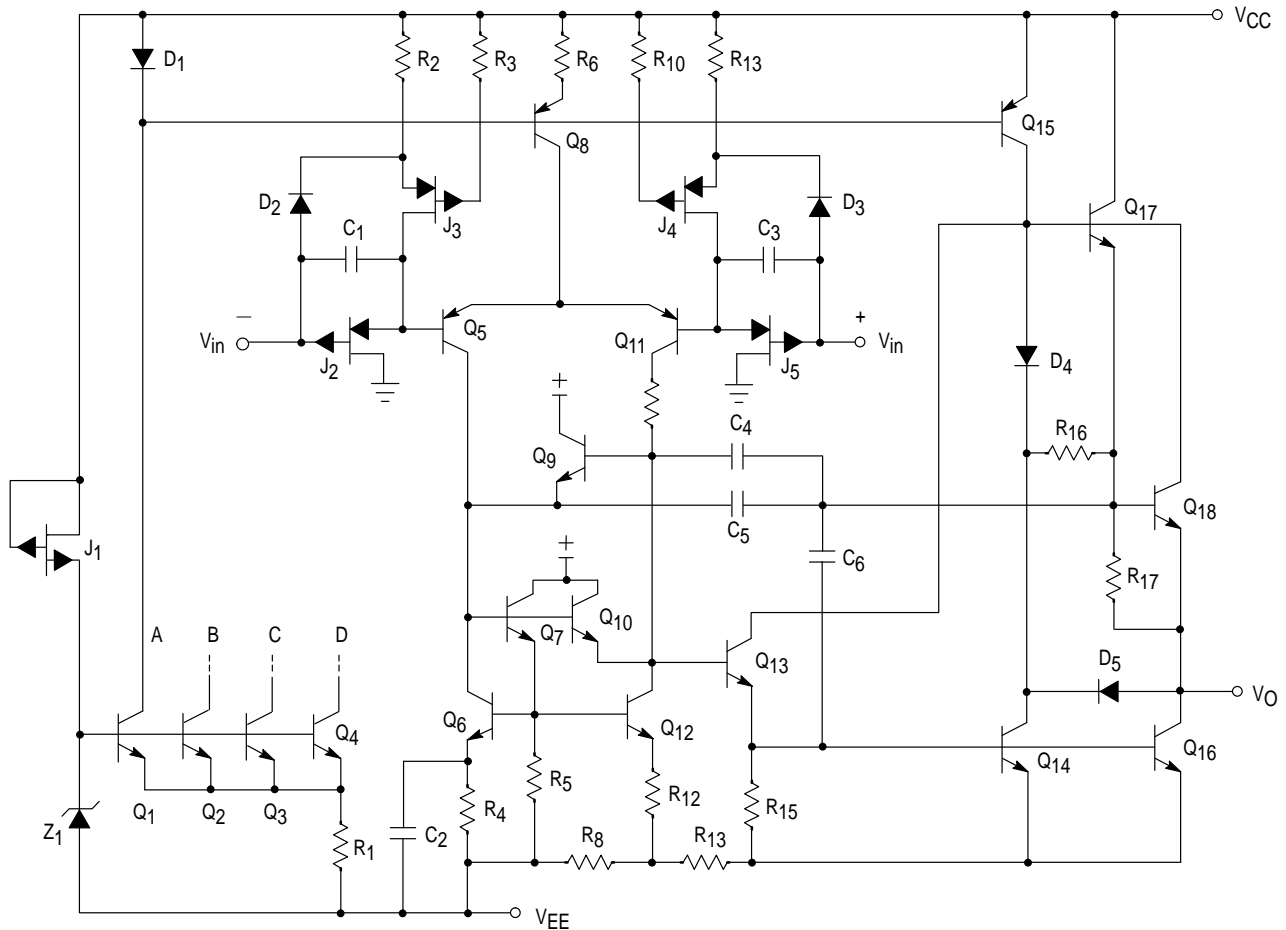 VCC
D1
R2
R3
R6
R10
R13
Q8
Q15
D2
J3
J4
D3
Q17
C1
C3
−
Vin
J2
Q5
Q11
J5
+
Vin
D4
+
R16
Q9
C4
C5
Q18
J1
+
C6
R17
A
B
C
D
Q7
Q10
Q13
D5
VO
Q4
Q6
Q12
Q14
Q16
Z1
Q1
Q2
Q3
R5
R4
R12
R15
C2
R1
R8
R13
VEE